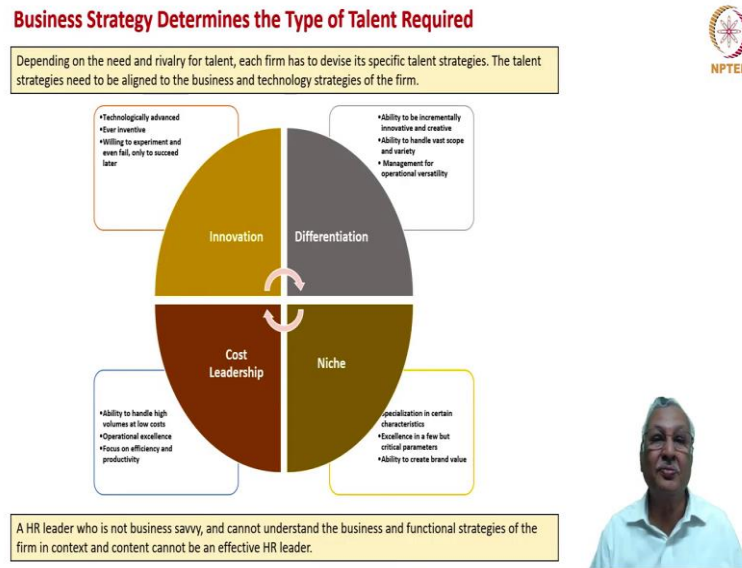 Business Strategy Determines the Type of Talent Required
NPTEL
Depending on the need and rivalry for talent, each firm has to devise its specific talent strategies. The talent
strategies need to be aligned to the business and technology strategies of the firm.
•Technologically advanced
•Ever inventive
•Willing to experiment and
even fail, only to succeed
later
•Ability to be incrementally
innovative and creative
•Ability to handle vast scope
and variety
• Management for
operational versatility
Innovation
Differentiation
Cost
Leadership
Niche
•Ability to handle high
volumes at low costs
•Operational excellence
•Focus on efficiency and
productivity
Specialization in certain
characteristics
•Excellence in a few but
critical parameters
•Ability to create brand value
A HR leader who is not business savvy, and cannot understand the business and functional strategies of the
firm in context and content cannot be an effective HR leader.